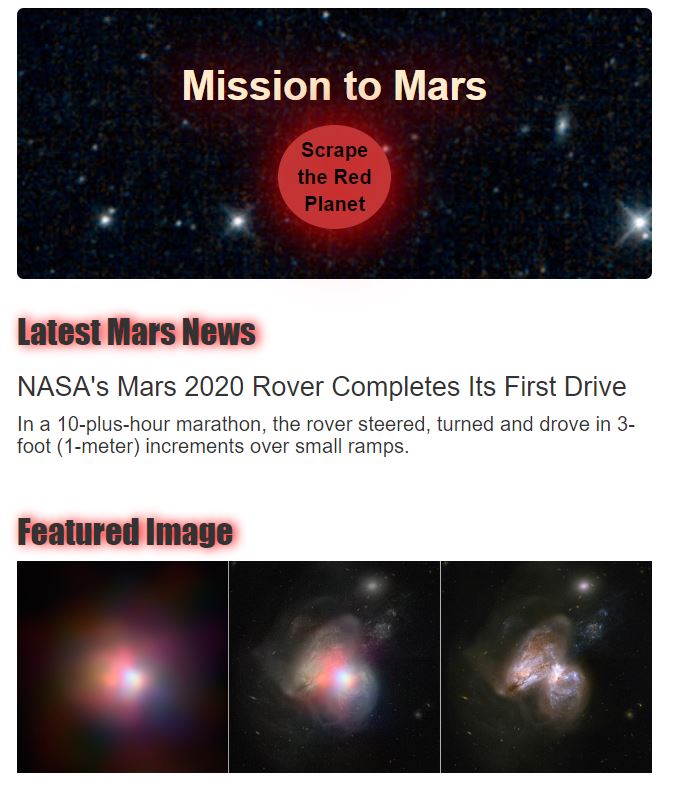 Mission to Mars
Scrape
the Red
Planet
Latest Mars News
NASA's Mars 2020 Rover Completes Its First Drive
In a 10-plus-hour marathon, the rover steered, turned and drove in 3-
foot (1-meter) increments over small ramps.
Featured Image